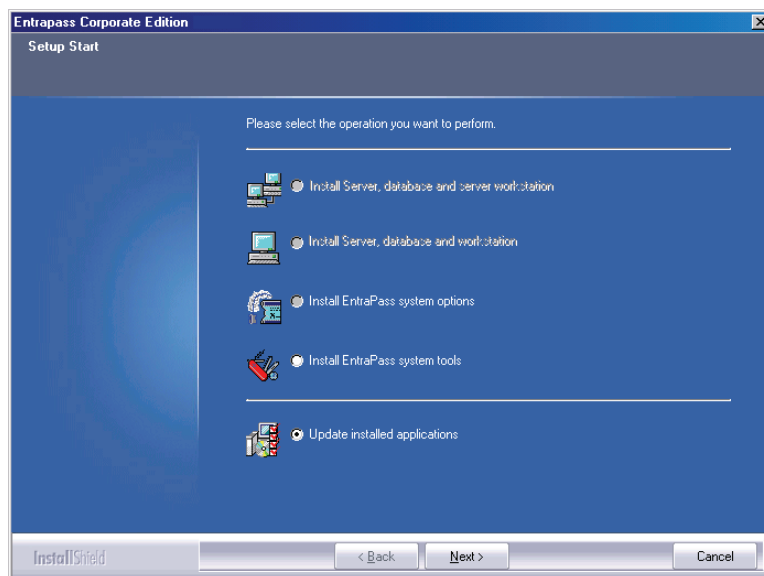 Entrapass Corporate Edition
Setup Start
Please select the operation you want to perform.
Install Server, database and server workstation
Install Server, database and workstation
Install EntraPass system options
Install EntraPass system tools
Update installed applications
InstallShield
< Back
Next >
Cancel